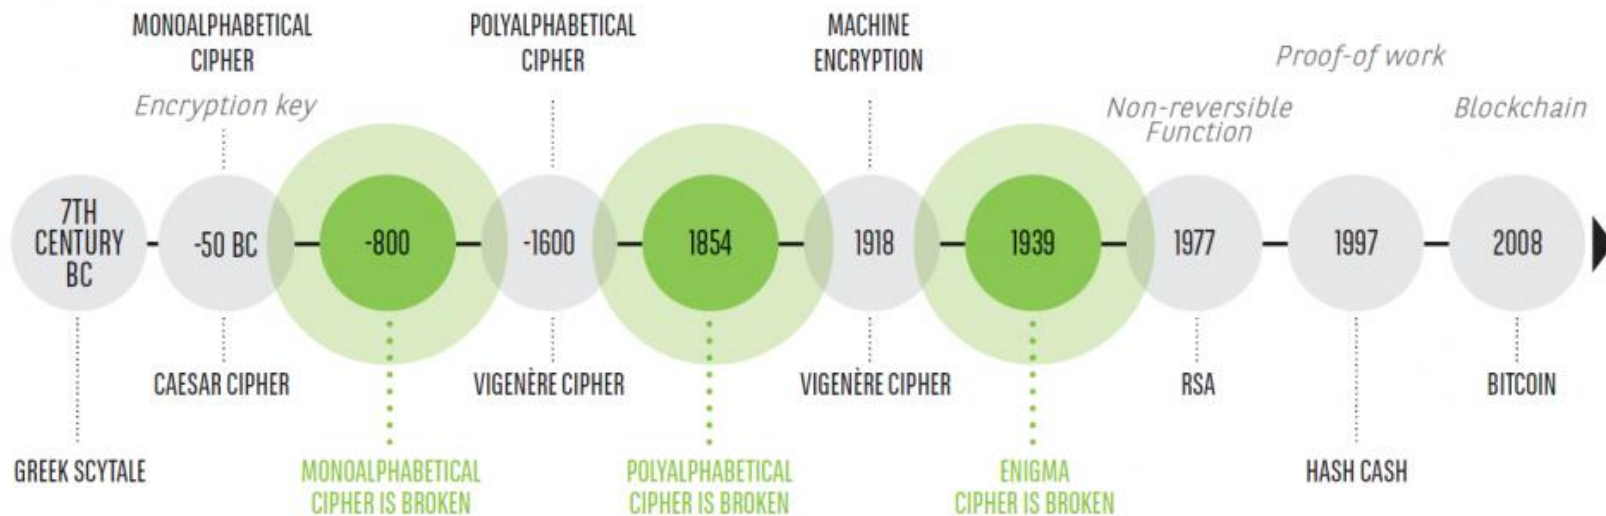 MONOALPHABETICAL
CIPHER
POLYALPHABETICAL
CIPHER
MACHINE
ENCRYPTION
Proof-of work
Encryption key
Non-reversible
Function
Blockchain
7TH
CENTURY
BC
-50 BC
-800
-1600
1854
1918
1939
1977
1997
2008
CAESAR CIPHER
VIGENÈRE CIPHER
VIGENÈRE CIPHER
RSA
BITCOIN
GREEK SCYTALE
MONOALPHABETICAL
CIPHER IS BROKEN
POLYALPHABETICAL
CIPHER IS BROKEN
ENIGMA
CIPHER IS BROKEN
HASH CASH